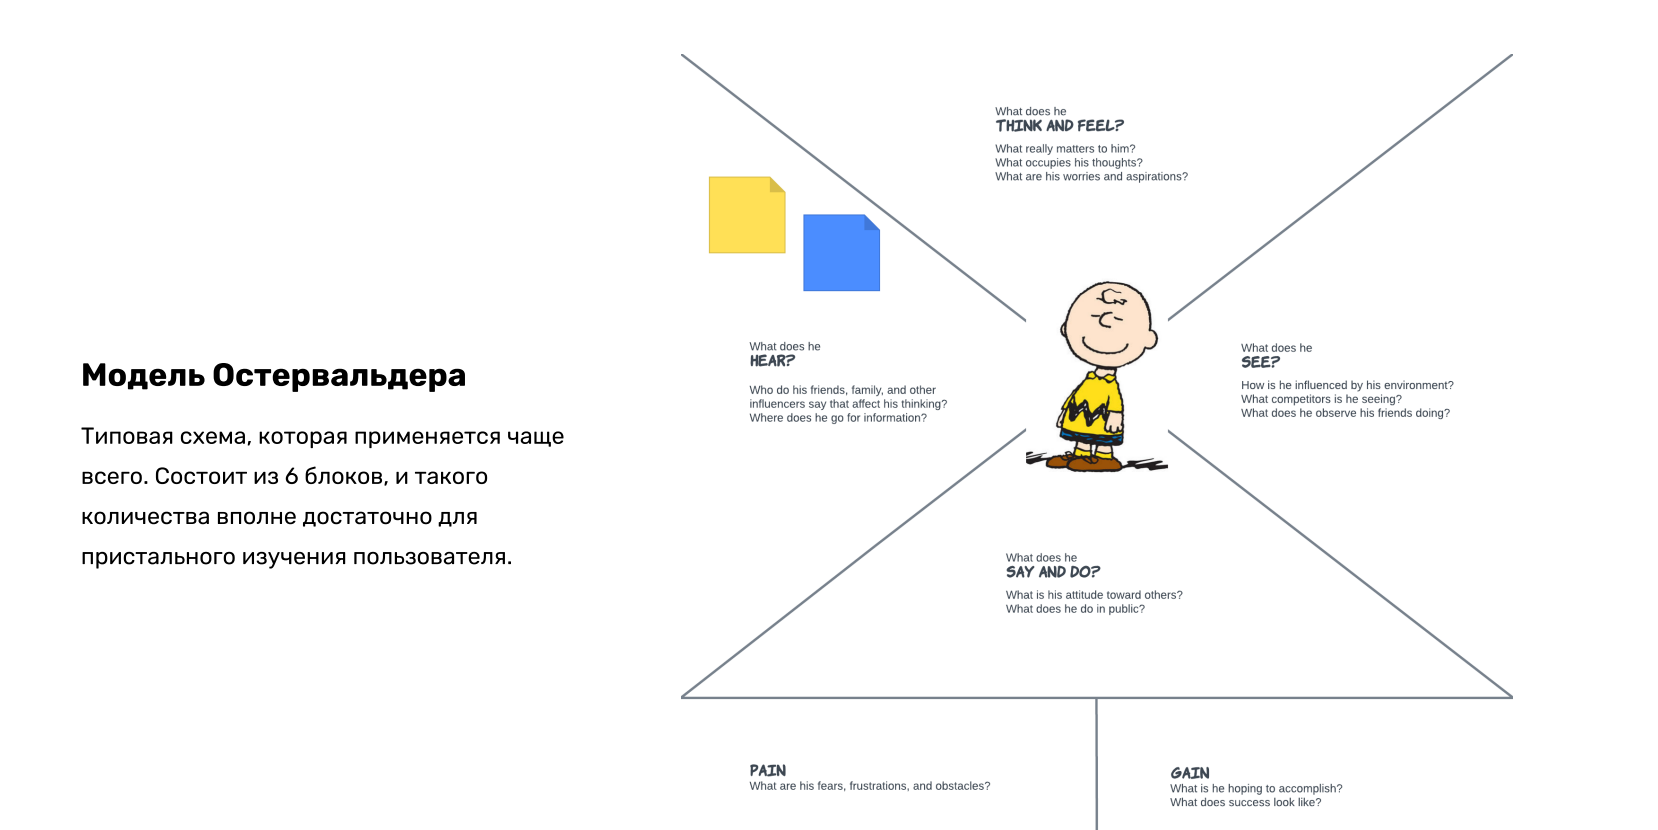 Модель Остервальдера
Типовая схема, которая применяется чаще
всего. Состоит из 6 блоков, и такого
количества вполне достаточно для
пристального изучения пользователя.
What does he
THINK AND FEEL?
What really matters to him?
What occupies his thoughts?
What are his worries and aspirations?
What does he
HEAR?
Who do his friends, family, and other
influencers say that affect his thinking?
Where does he go for information?
What does he
SEE?
How is he influenced by his environment?
What competitors is he seeing?
What does he observe his friends doing?
What does he
SAY AND DO?
What is his attitude toward others?
What does he do in public?
PAIN
What are his fears, frustrations, and obstacles?
GAIN
What is he hoping to accomplish?
What does success look like?